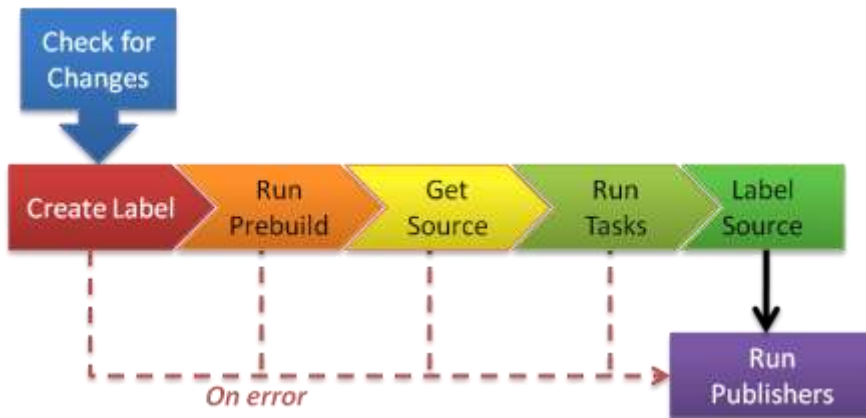 Check for
Changes
Create Label
Run
Prebuild
Get
Source
Run
Tasks
Label
Source
On error
Run
Publishers